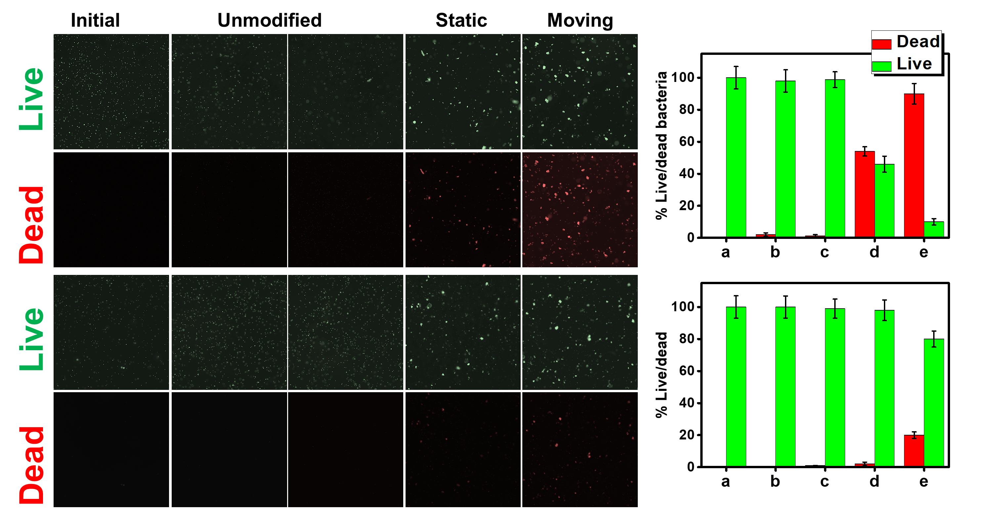 Initial Unmodified Static Moving
Live
Dead
Live
Dead
Dead
Live
% Live/dead bacteria
100
80
60
40
20
0
a b c d e
% Live/dead
100
80
60
40
20
0
a b c d e